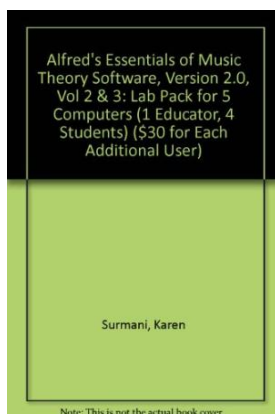 Alfred's Essentials of Music
Theory Software, Version 2.0,
Vol 2 & 3: Lab Pack for 5
Computers (1 Educator, 4
Students) ($30 for Each
Additional User)
Surmani, Karen
Note: This is not the actual book cover